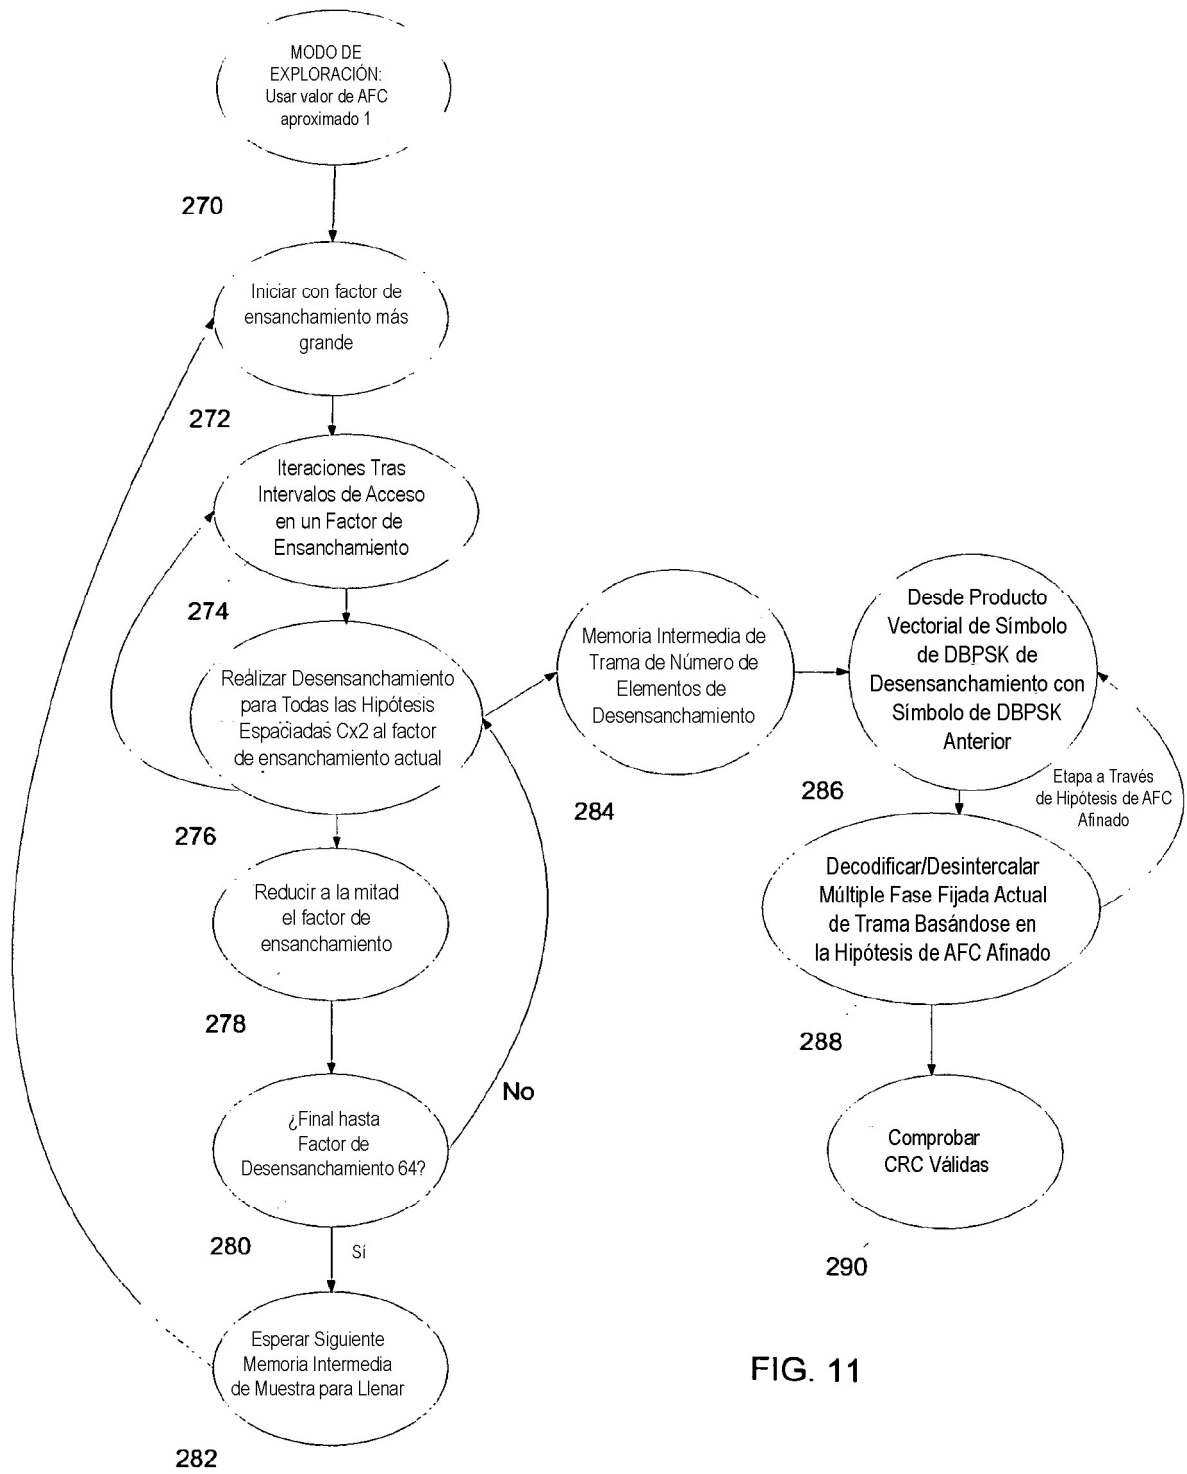 MODO DE
EXPLORACIÓN:
Usar valor de AFC
aproximado 1
270
Iniciar con factor de
ensanchamiento más
grande
272
Iteraciones Tras
Intervalos de Acceso
en un Factor de
Ensanchamiento
274
Realizar Desensanchamiento
para Todas las Hipótesis
Espaciadas Cx2 al factor
de ensanchamiento actual
276
Reducir a la mitad
el factor de
ensanchamiento
278
¿Final hasta
Factor de
Desensanchamiento 64?
No
280
Sí
Esperar Siguiente
Memoria Intermedia
de Muestra para Llenar
282
Memoria Intermedia de
Trama de Número de
Elementos de
Desensanchamiento
284
Desde Producto
Vectorial de Símbolo
de DBPSK de
Desensanchamiento con
Símbolo de DBPSK
Anterior
286
Etapa a Través
de Hipótesis de AFC
Afinado
Decodificar/Desintercalar
Múltiple Fase Fijada Actual
de Trama Basándose en
la Hipótesis de AFC Afinado
288
Comprobar
CRC Válidas
290
FIG. 11